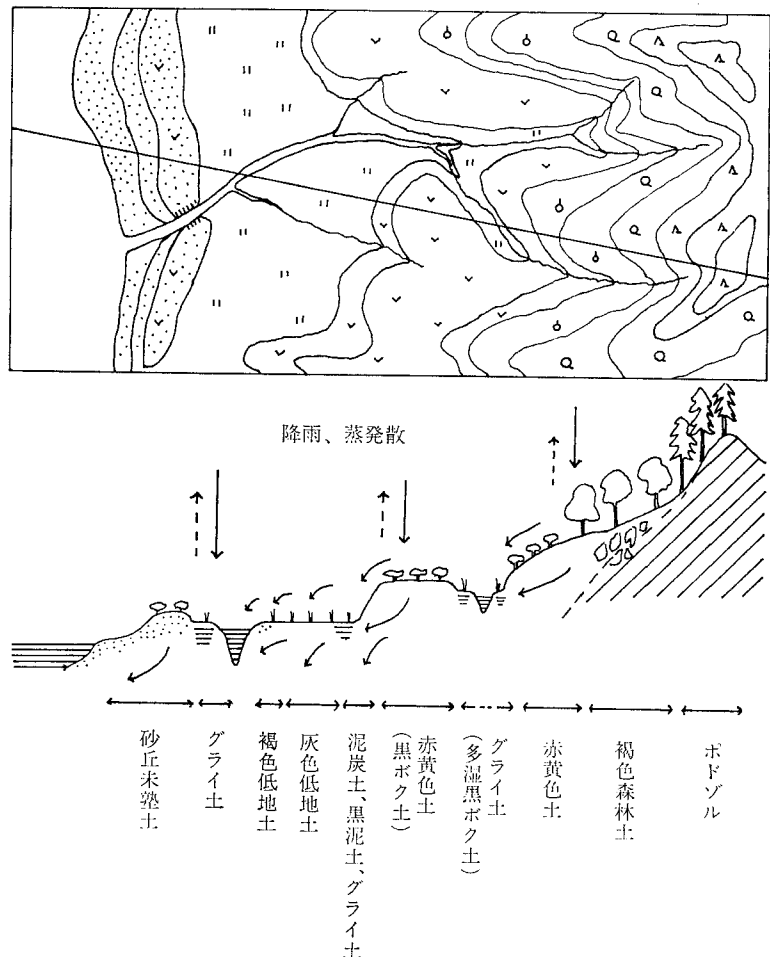 降雨、蒸発散
砂丘未塾土
グライ土
褐色低地土
灰色低地土
泥炭土、黒泥土、グライ土
赤黄色土
(黒ボク土)
グライ土
(多湿黒ボク土)
赤黄色土
褐色森林土
ポドゾル